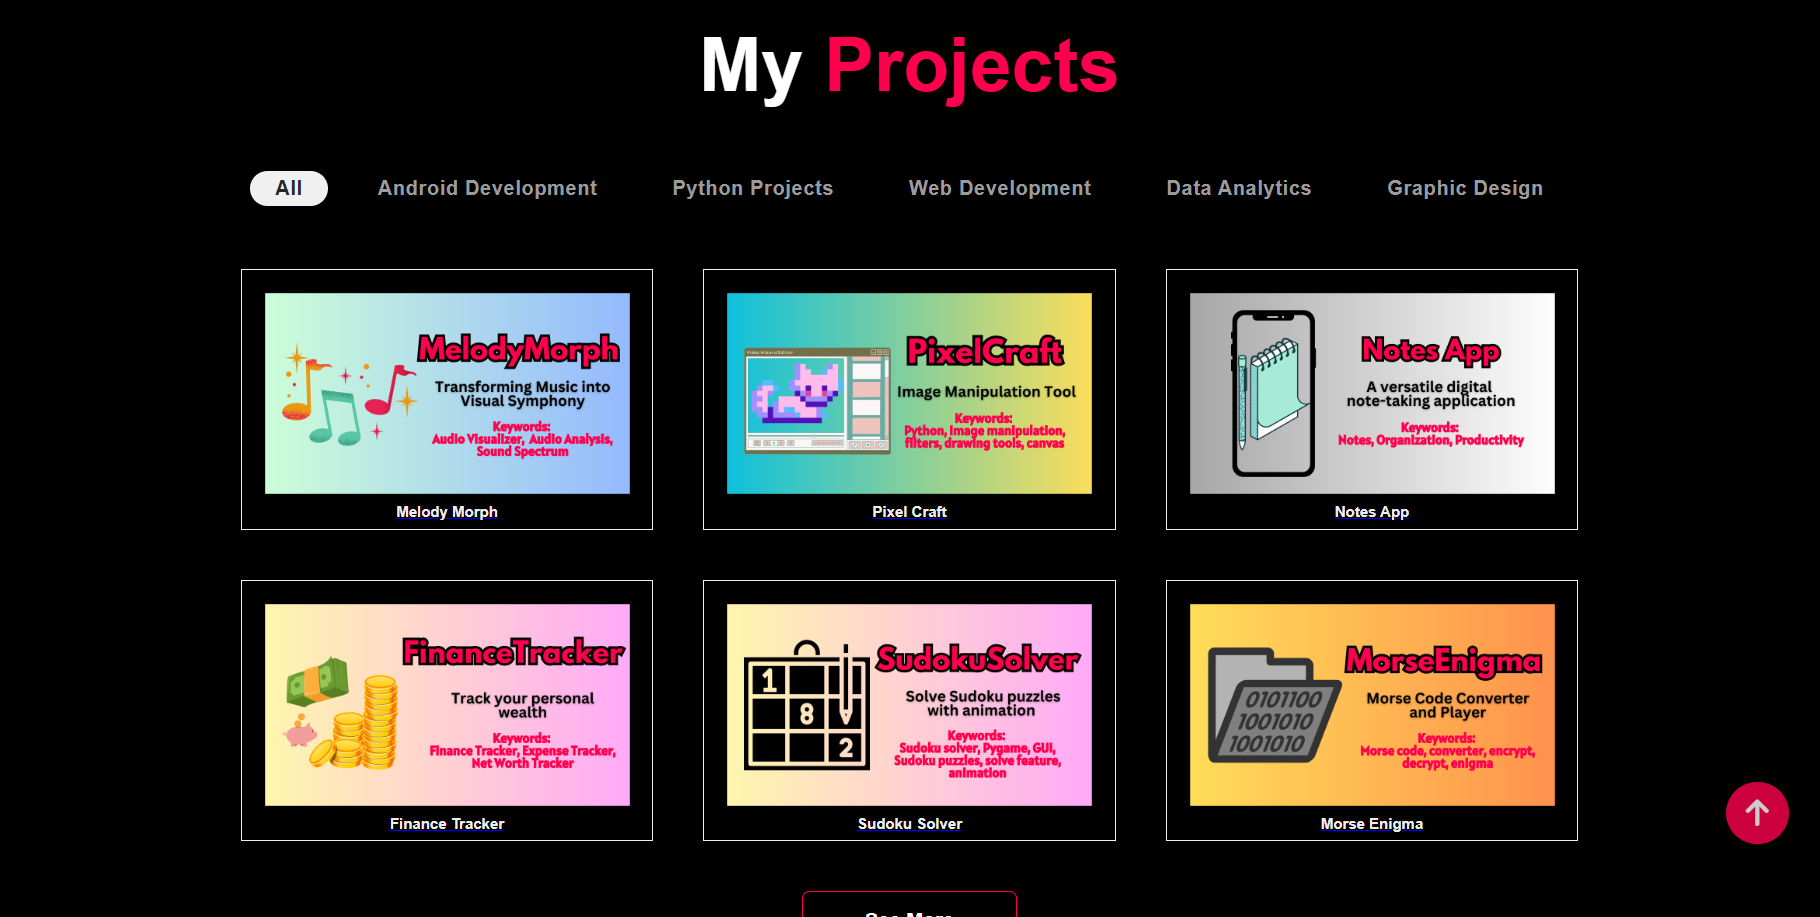 My Projects
All
Android Development
Python Projects
Web Development
Data Analytics
Graphic Design
MelodyMorph
Transforming Music into
Visual Symphony
Keywords:
Audio Visualizer, Audio Analysis,
Sound Spectrum
Melody Morph
PixelCraft
Image Manipulation Tool
Keywords:
Python, Image manipulation,
filters, drawing tools, canvas
Pixel Craft
Notes App
A versatile digital
note-taking application
Keywords:
Notes, Organization, Productivity
Notes App
FinanceTracker
Track your personal
wealth
Keywords:
Finance Tracker, Expense Tracker,
Net Worth Tracker
Finance Tracker
1
8
2
SudokuSolver
Solve Sudoku puzzles
with animation
Keywords:
Sudoku solver, Pygame, GUI,
Sudoku puzzles, solve feature,
animation
Sudoku Solver
0101100
1001010
1001010
MorseEnigma
Morse Code Converter
and Player
Keywords:
Morse code, converter, encrypt,
decrypt, enigma
Morse Enigma
See More